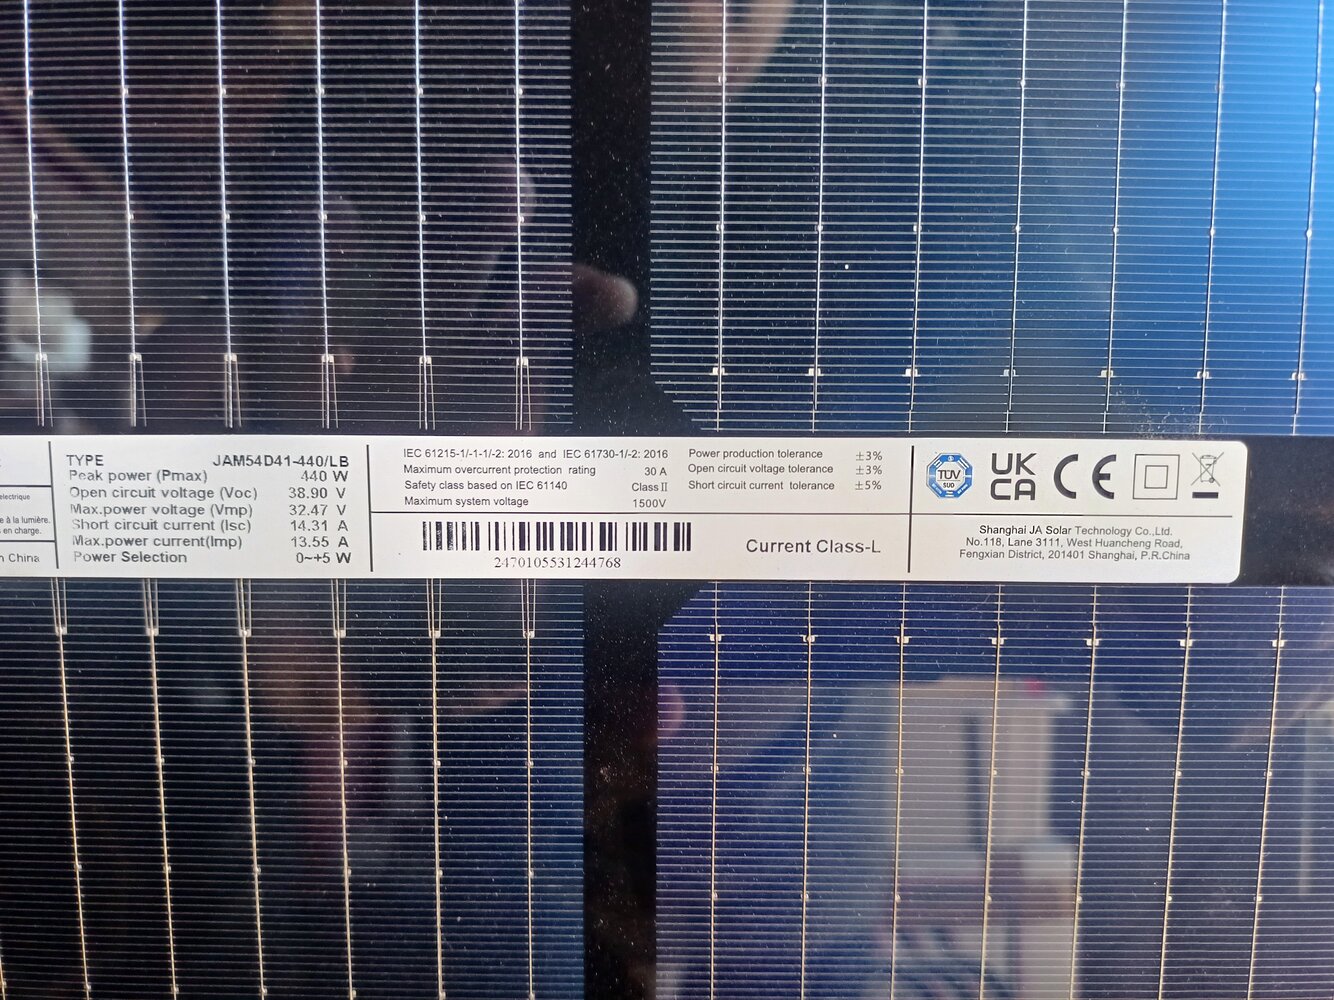 electrique
e à la lumière.
s en charge.
n China
TYPE JAM54D41-440/LB
Peak power (Pmax) 440 W
Open circuit voltage (Voc) 38.90 V
Max.power voltage (Vmp) 32.47 V
Short circuit current (Isc) 14.31 A
Max.power current(Imp) 13.55 A
Power Selection 0~+5 W
IEC 61215-1/-1-1/-2: 2016 and IEC 61730-1/-2: 2016
Maximum overcurrent protection rating 30 A
Safety class based on IEC 61140 Class II
Maximum system voltage 1500V
Power production tolerance ±3%
Open circuit voltage tolerance ±3%
Short circuit current tolerance ±5%
2470105531244768
Current Class-L
TÜV
SUD
UK
CA
CE
Shanghai JA Solar Technology Co.,Ltd.
No.118, Lane 3111, West Huancheng Road,
Fengxian District, 201401 Shanghai, P.R.China